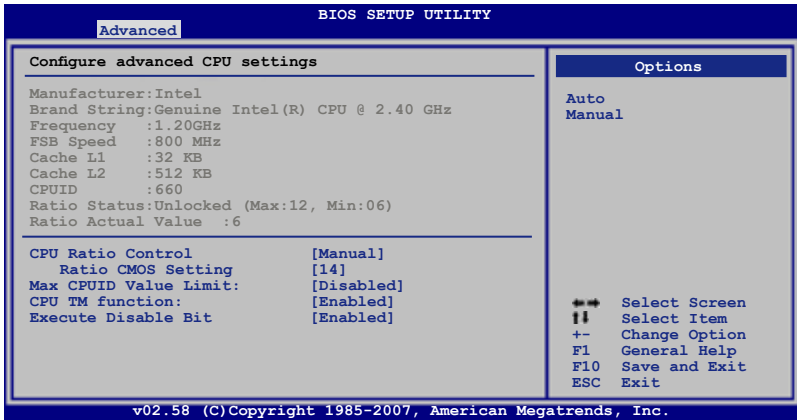 BIOS SETUP UTILITY
Advanced
Configure advanced CPU settings
Manufacturer:Intel
Brand String:Genuine Intel(R) CPU @ 2.40 GHz
Frequency :1.20GHz
FSB Speed :800 MHz
Cache L1 :32 KB
Cache L2 :512 KB
CPUID :660
Ratio Status:Unlocked (Max:12, Min:06)
Ratio Actual Value :6
CPU Ratio Control [Manual]
Ratio CMOS Setting [14]
Max CPUID Value Limit: [Disabled]
CPU TM function: [Enabled]
Execute Disable Bit [Enabled]
Options
Auto
Manual
Select Screen
Select Item
+- Change Option
F1 General Help
F10 Save and Exit
ESC Exit
v02.58 (C)Copyright 1985-2007, American Megatrends, Inc.